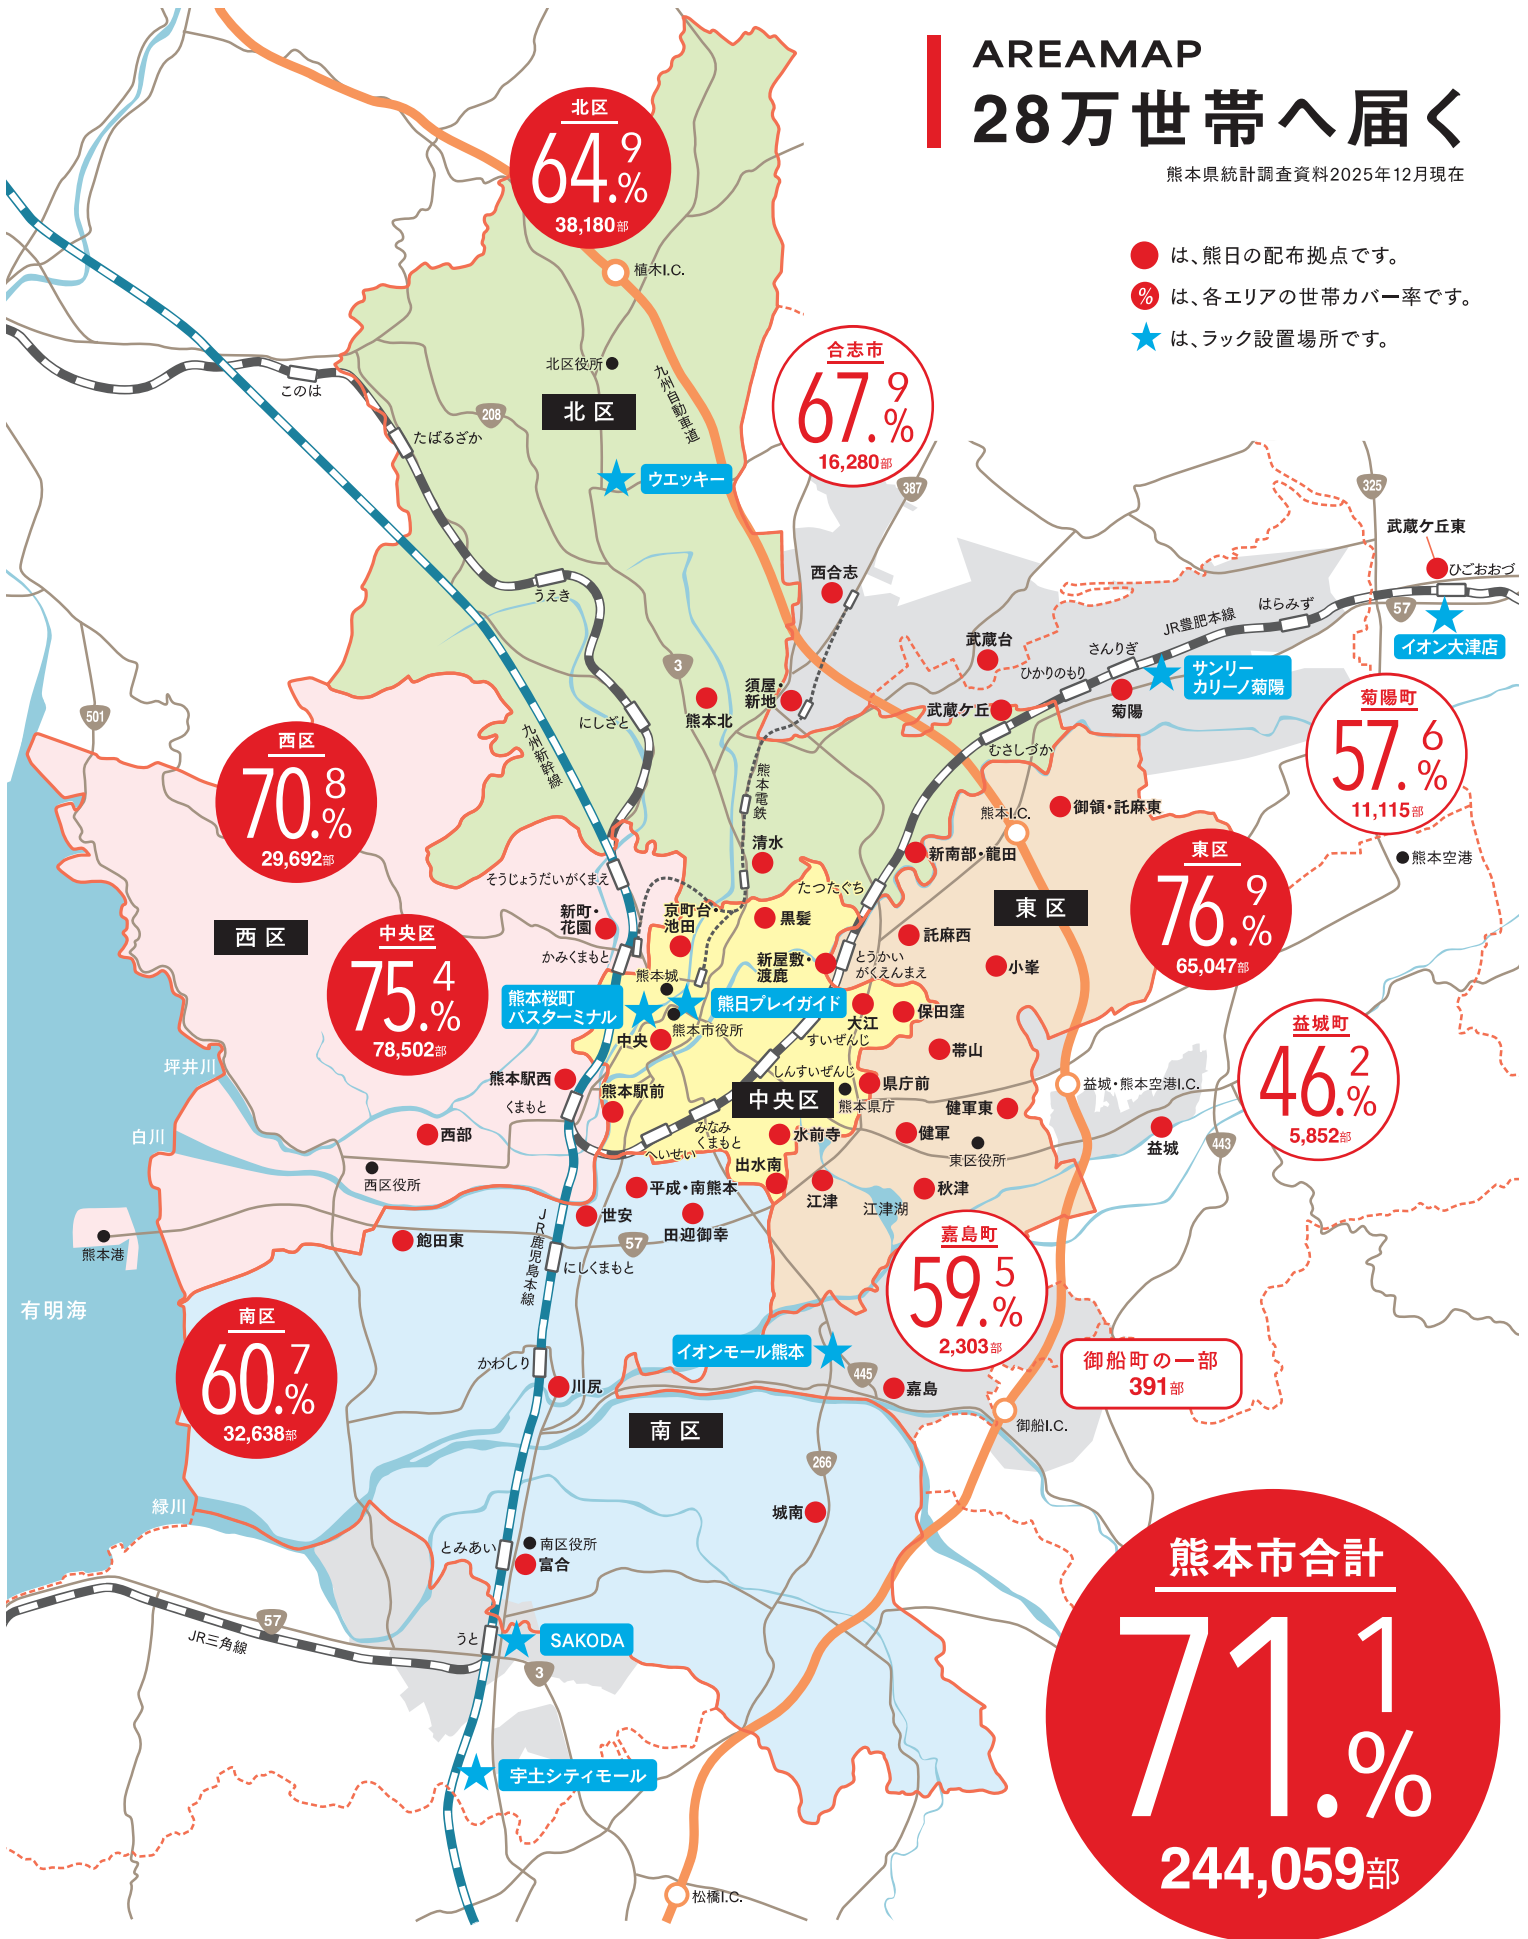 AREAMAP
28万世帯へ届く
熊本県統計調査資料2025年12月現在
は、熊日の配布拠点です。
%は、各エリアの世帯カバー率です。
は、ラック設置場所です。
北区
64.9%
38,180部
植木I.C.
北区役所
九州自動車道
北区
208
このは
たばるざか
ウエッキー
合志市
67.9%
16,280部
387
325
武蔵ケ丘東
ひごおおづ
57
イオン大津店
西合志
はらみず
JR豊肥本線
武蔵台
さんりぎ
ひかりのもり
サンリー
カリーノ菊陽
菊陽
武蔵ケ丘
むさしづか
うえき
3
熊本北
須屋・
新地
にしざと
九州新幹線
熊本電鉄
501
菊陽町
57.6%
11,115部
熊本空港
西区
70.8%
29,692部
熊本I.C.
御領・託麻東
清水
新南部・龍田
東区
76.9%
65,047部
そうじょうだいがくまえ
たつたぐち
東区
西区
新町・
花園
京町台・
池田
黒髪
託麻西
中央区
75.4%
78,502部
かみくまもと
新屋敷・
渡鹿
とうかい
がくえんまえ
小峯
熊本城
熊本桜町
バスターミナル
熊日プレイガイド
大江
保田窪
熊本市役所
中央
すいぜんじ
帯山
益城町
46.2%
5,852部
坪井川
熊本駅西
熊本駅前
しんすいぜんじ
県庁前
益城・熊本空港I.C.
くまもと
中央区
熊本県庁
健軍東
白川
西部
みなみ
くまもと
水前寺
健軍
益城
443
へいせい
東区役所
出水南
西区役所
平成・南熊本
江津
秋津
江津湖
世安
田迎御幸
熊本港
飽田東
JR鹿児島本線
57
にしくまもと
嘉島町
59.5%
2,303部
有明海
南区
60.7%
32,638部
イオンモール熊本
御船町の一部
391部
かわしり
川尻
445
嘉島
御船I.C.
南区
266
緑川
城南
とみあい
南区役所
富合
熊本市合計
71.1%
244,059部
57
JR三角線
うと
SAKODA
3
宇土シティモール
松橋I.C.